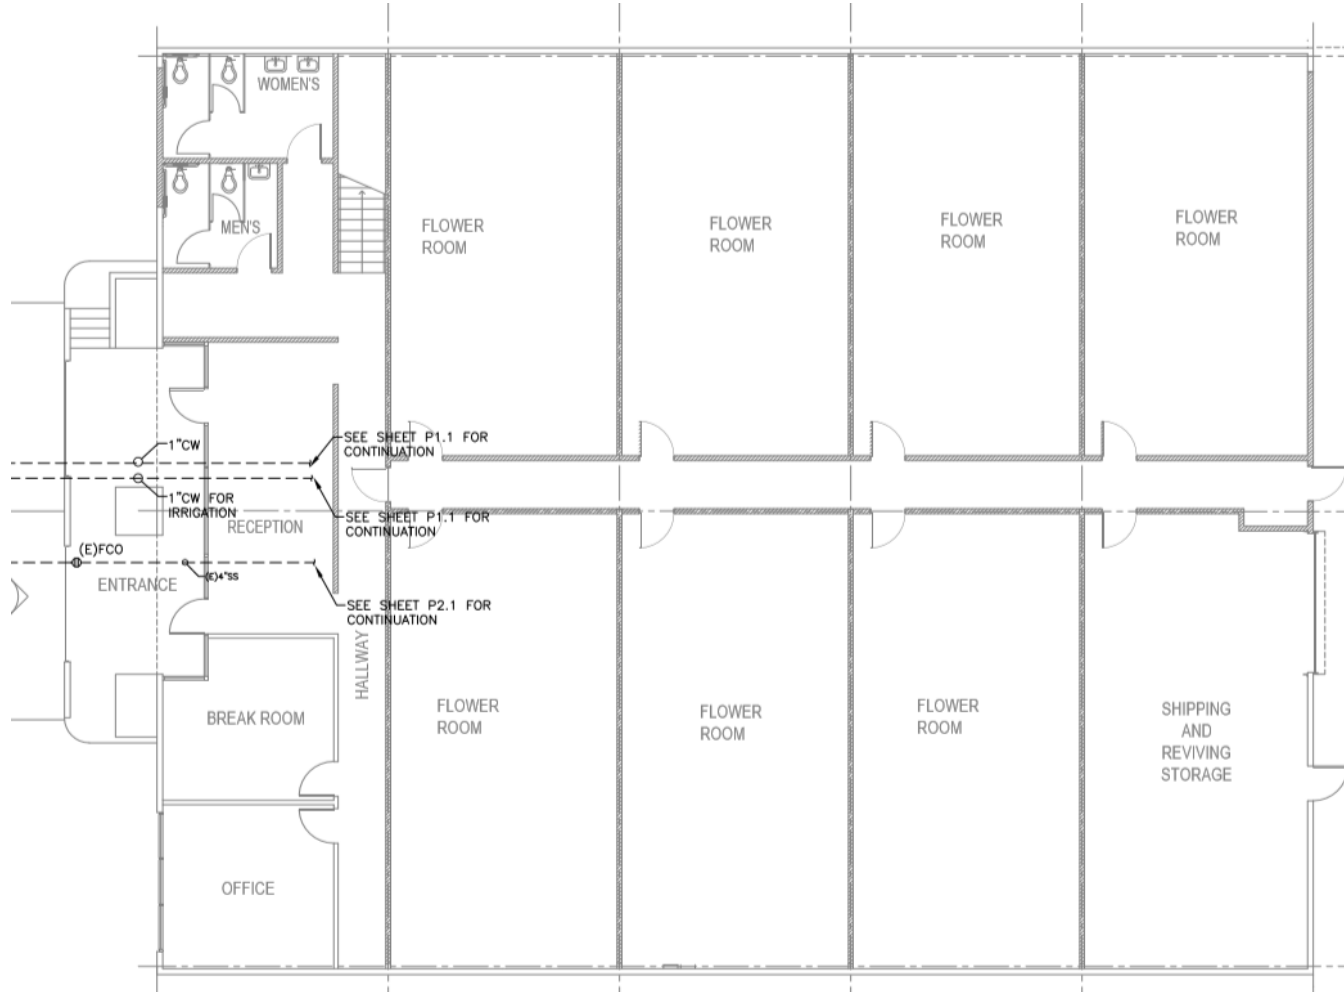 WOMEN'S
MEN'S
FLOWER
ROOM
FLOWER
ROOM
FLOWER
ROOM
FLOWER
ROOM
1"CW
SEE SHEET P1.1 FOR
CONTINUATION
1"CW FOR
IRRIGATION
RECEPTION
SEE SHEET P1.1 FOR
CONTINUATION
(E)FCO
ENTRANCE
(E)4"SS
SEE SHEET P2.1 FOR
CONTINUATION
HALLWAY
BREAK ROOM
FLOWER
ROOM
FLOWER
ROOM
FLOWER
ROOM
SHIPPING
AND
REVIVING
STORAGE
OFFICE